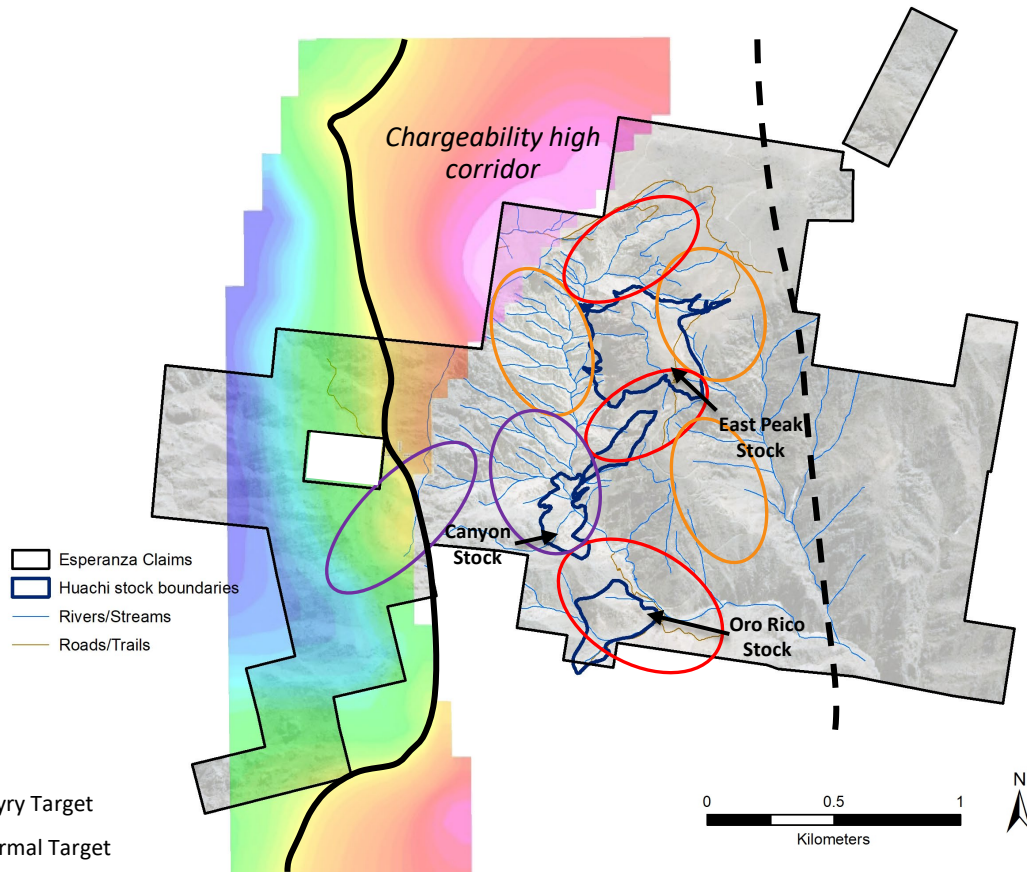 Chargeability high
corridor
East Peak
Stock
Canyon
Stock
Oro Rico
Stock
Esperanza Claims
Huachi stock boundaries
Rivers/Streams
Roads/Trails
yry Target
rmal Target
0 0.5 1
Kilometers
N